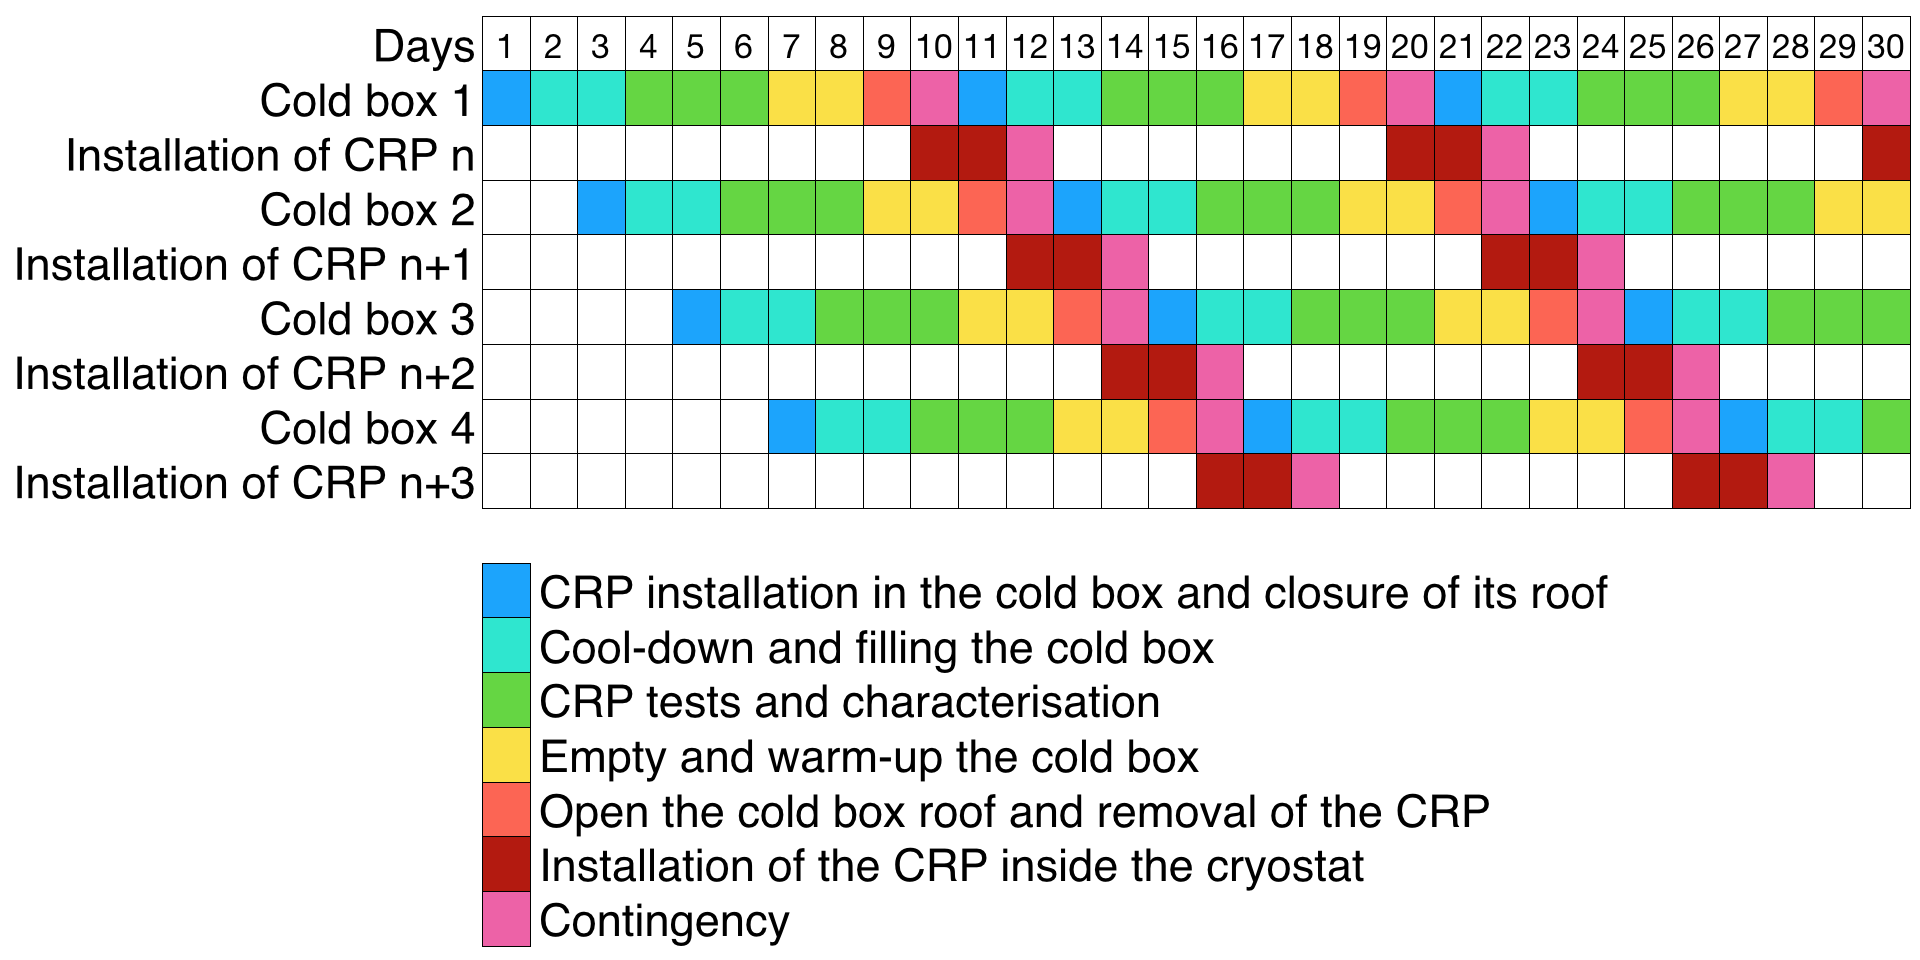 Days 1 2 3 4 5 6 7 8 9 10 11 12 13 14 15 16 17 18 19 20 21 22 23 24 25 26 27 28 29 30
Cold box 1
Installation of CRP n
Cold box 2
Installation of CRP n+1
Cold box 3
Installation of CRP n+2
Cold box 4
Installation of CRP n+3
CRP installation in the cold box and closure of its roof
Cool-down and filling the cold box
CRP tests and characterisation
Empty and warm-up the cold box
Open the cold box roof and removal of the CRP
Installation of the CRP inside the cryostat
Contingency